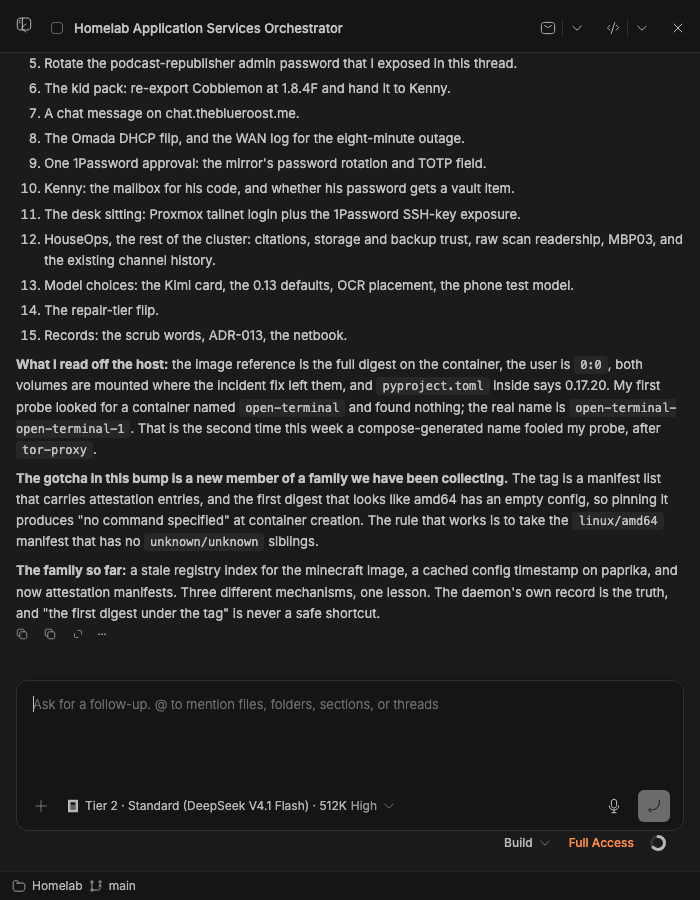 Homelab Application Services Orchestrator
5. Rotate the podcast-republisher admin password that I exposed in this thread.
6. The kid pack: re-export Cobblemon at 1.8.4F and hand it to Kenny.
7. A chat message on chat.theblueroost.me.
8. The Omada DHCP flip, and the WAN log for the eight-minute outage.
9. One 1Password approval: the mirror's password rotation and TOTP field.
10. Kenny: the mailbox for his code, and whether his password gets a vault item.
11. The desk sitting: Proxmox tailnet login plus the 1Password SSH-key exposure.
12. HouseOps, the rest of the cluster: citations, storage and backup trust, raw scan readership, MBP03, and
the existing channel history.
13. Model choices: the Kimi card, the 0.13 defaults, OCR placement, the phone test model.
14. The repair-tier flip.
15. Records: the scrub words, ADR-013, the netbook.
What I read off the host: the image reference is the full digest on the container, the user is 0:0, both
volumes are mounted where the incident fix left them, and pyproject.toml inside says 0.17.20. My first
probe looked for a container named open-terminal and found nothing; the real name is open-terminal-
open-terminal-1. That is the second time this week a compose-generated name fooled my probe, after
tor-proxy.
The gotcha in this bump is a new member of a family we have been collecting. The tag is a manifest list
that carries attestation entries, and the first digest that looks like amd64 has an empty config, so pinning it
produces "no command specified" at container creation. The rule that works is to take the linux/amd64
manifest that has no unknown/unknown siblings.
The family so far: a stale registry index for the minecraft image, a cached config timestamp on paprika, and
now attestation manifests. Three different mechanisms, one lesson. The daemon's own record is the truth,
and "the first digest under the tag" is never a safe shortcut.
Ask for a follow-up. @ to mention files, folders, sections, or threads
Tier 2 · Standard (DeepSeek V4.1 Flash) · 512K High
Build Full Access
Homelab main